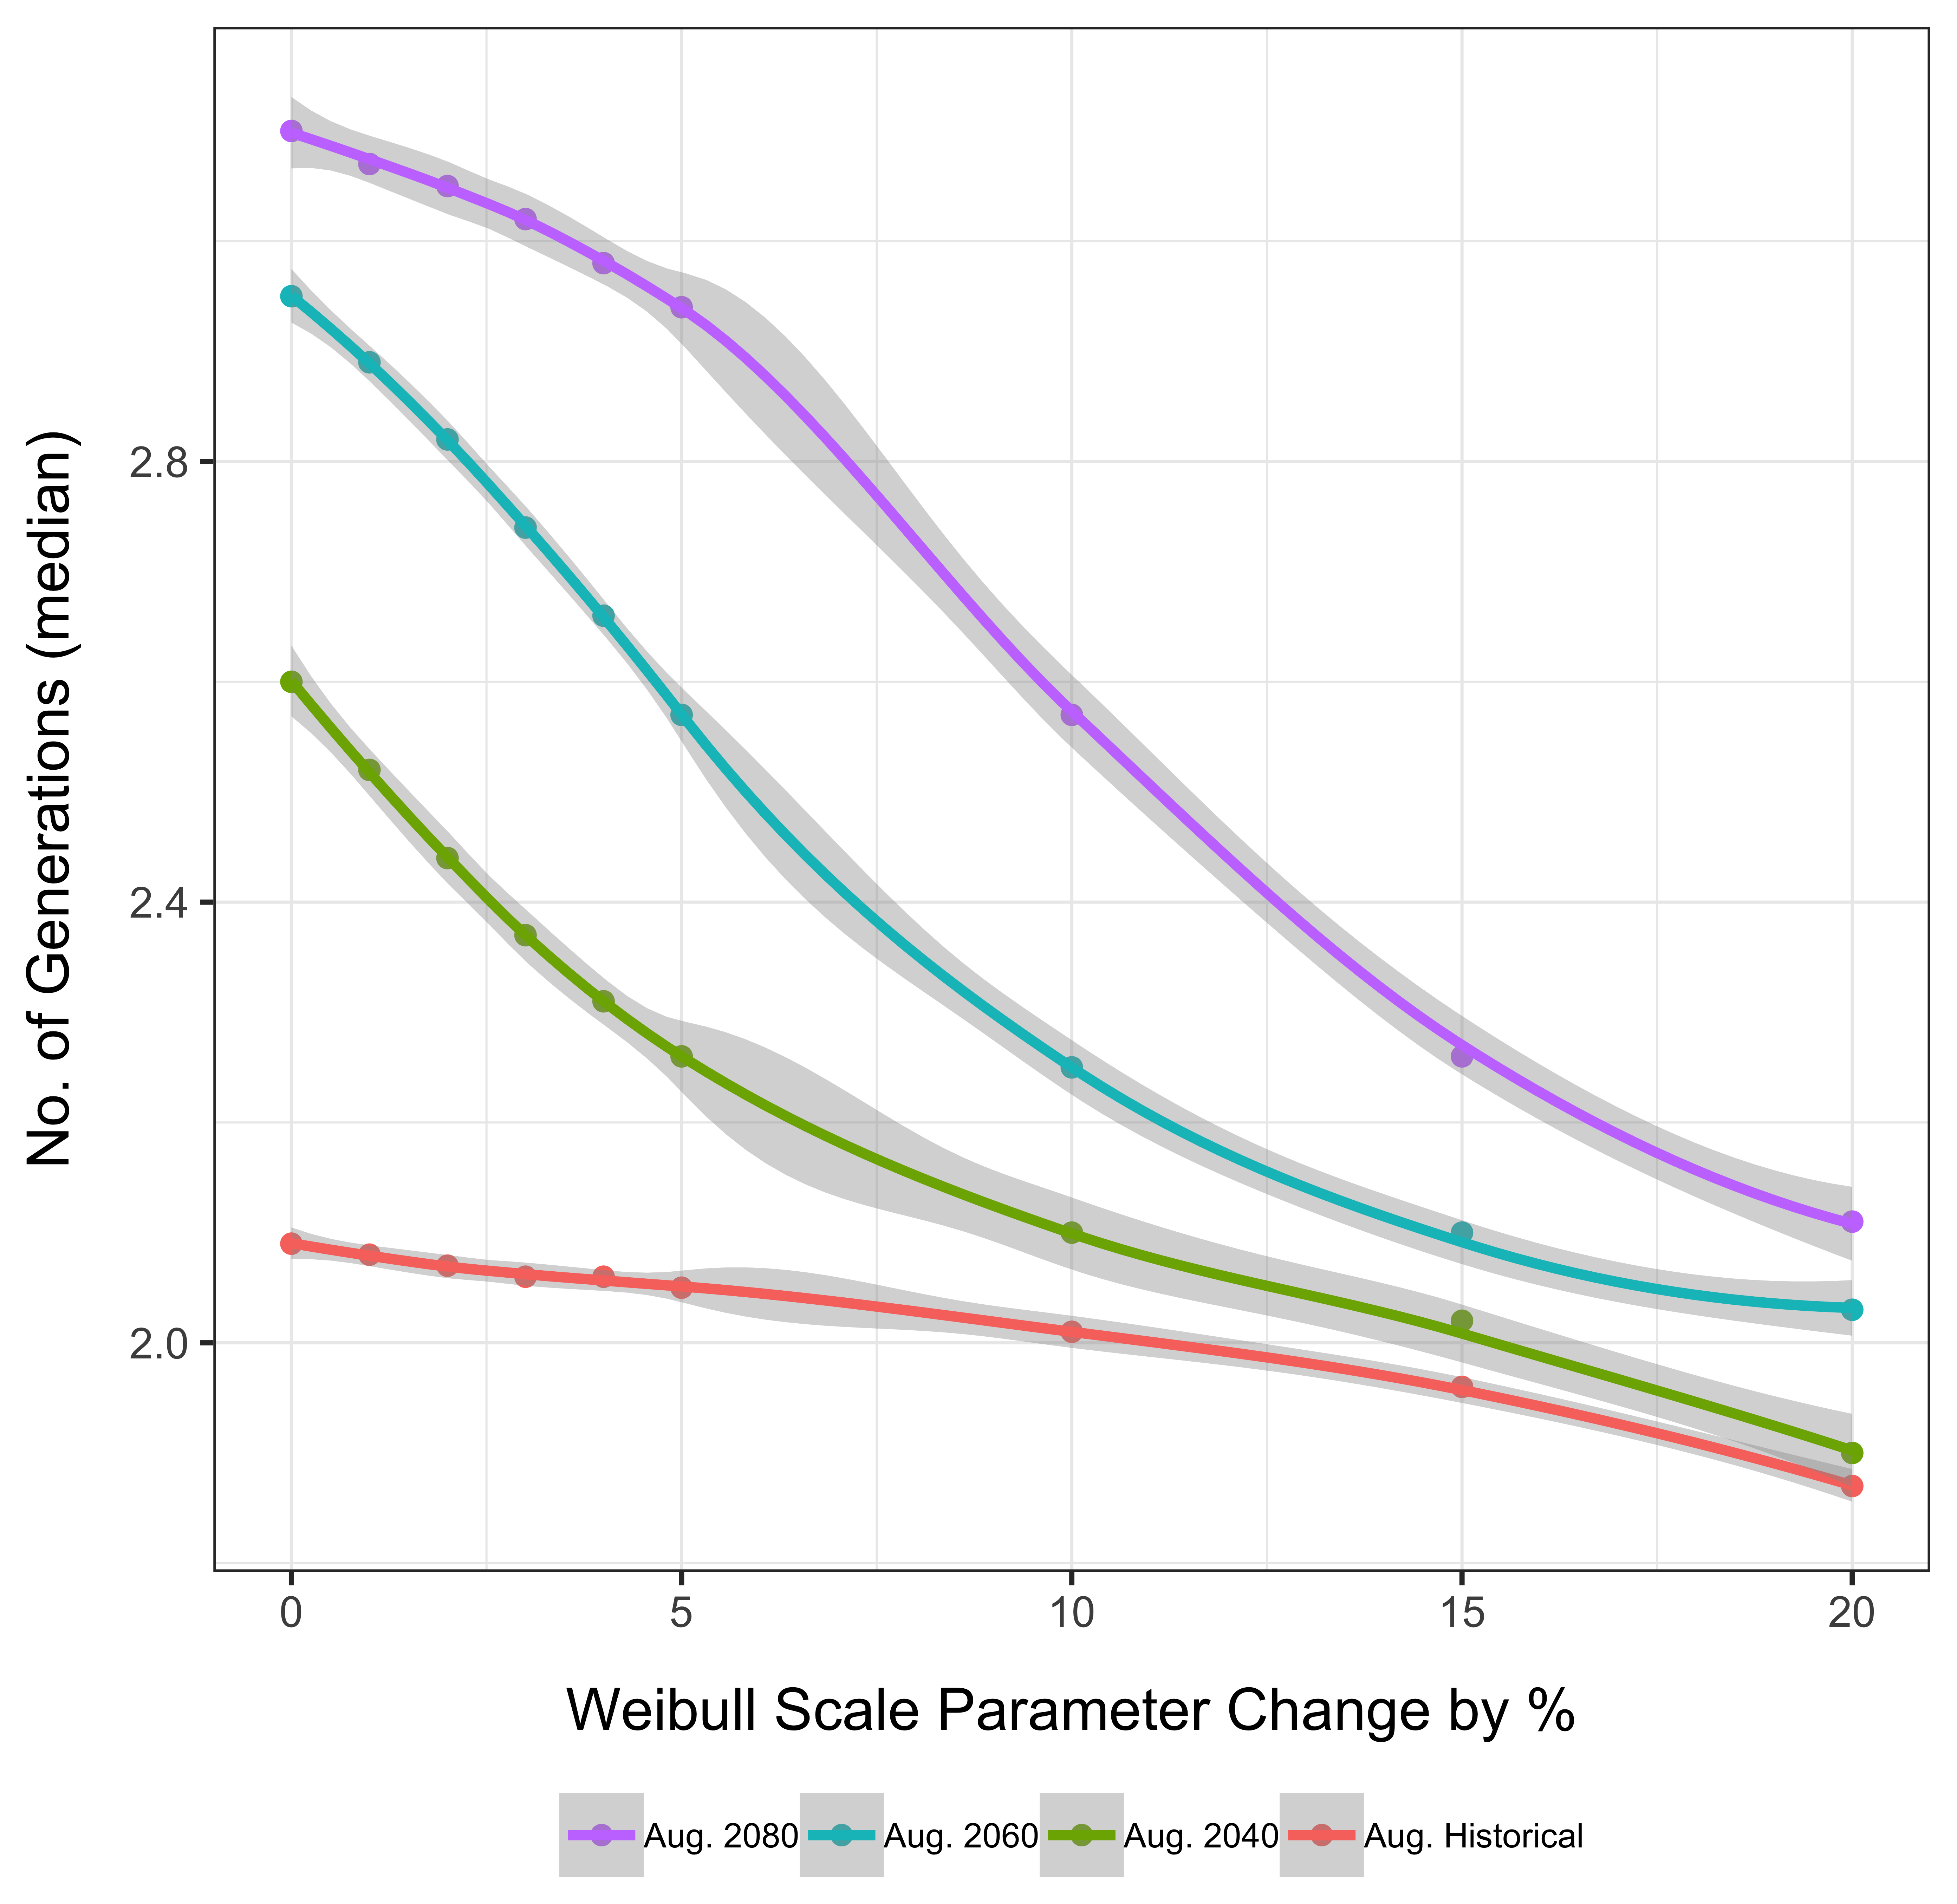 No. of Generations (median)
2.8
2.4
2.0
0 5 10 15 20
Weibull Scale Parameter Change by %
Aug. 2080 Aug. 2060 Aug. 2040 Aug. Historical